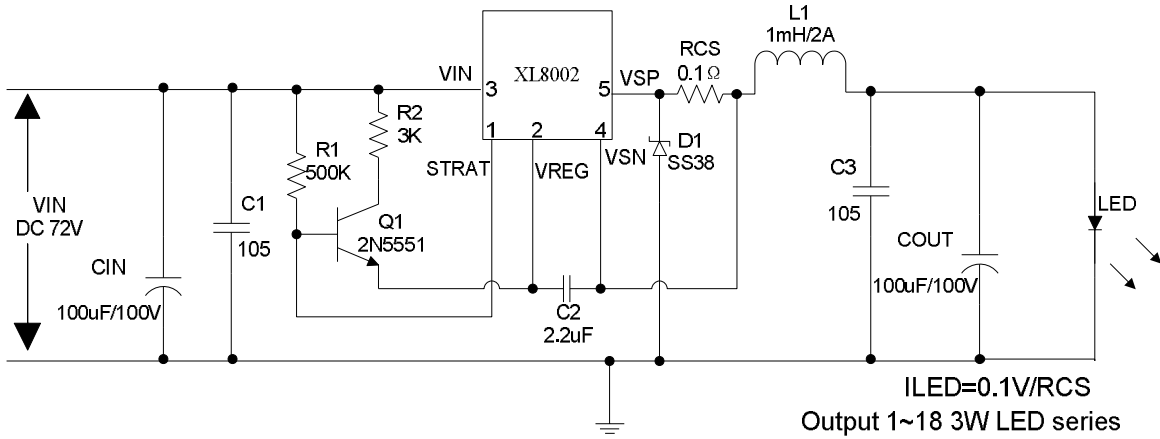 L1
1mH/2A
RCS
0.1Ω
XL8002
VIN
3
5
VSP
1
2
4
R2
3K
R1
500K
STRAT
VREG
VSN
D1
SS38
VIN
DC 72V
C1
105
Q1
2N5551
C3
105
LED
CIN
100uF/100V
COUT
100uF/100V
C2
2.2uF
ILED=0.1V/RCS
Output 1~18 3W LED series